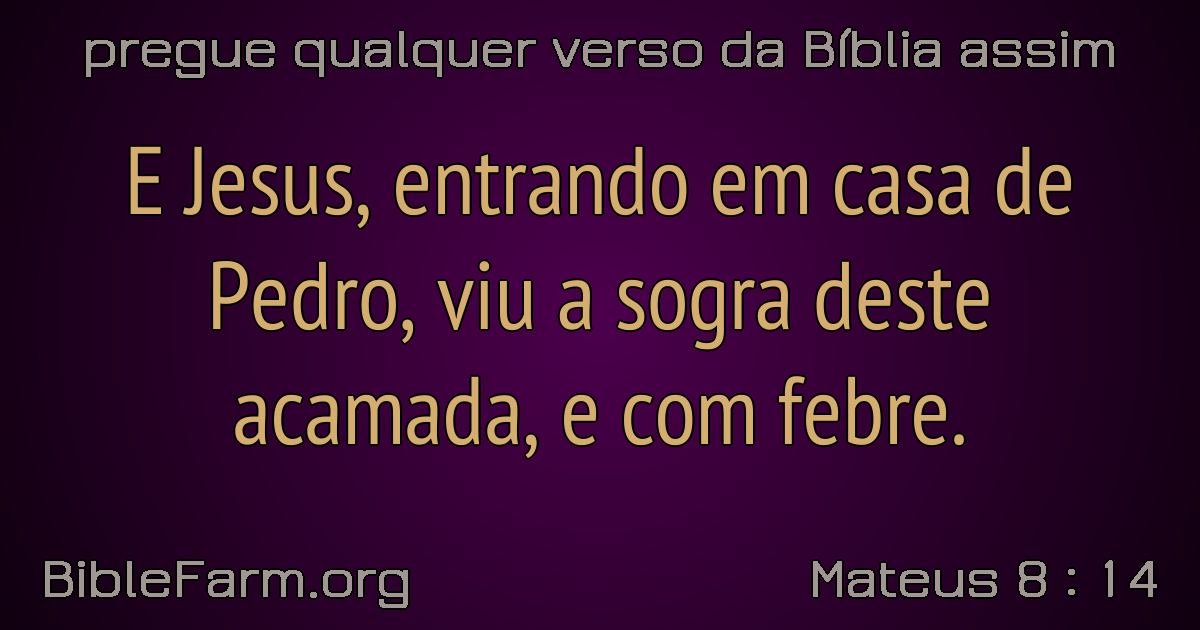 pregue qualquer verso da Bíblia assim
E Jesus, entrando em casa de
Pedro, viu a sogra deste
acamada, e com febre.
BibleFarm.org
Mateus 8 : 14